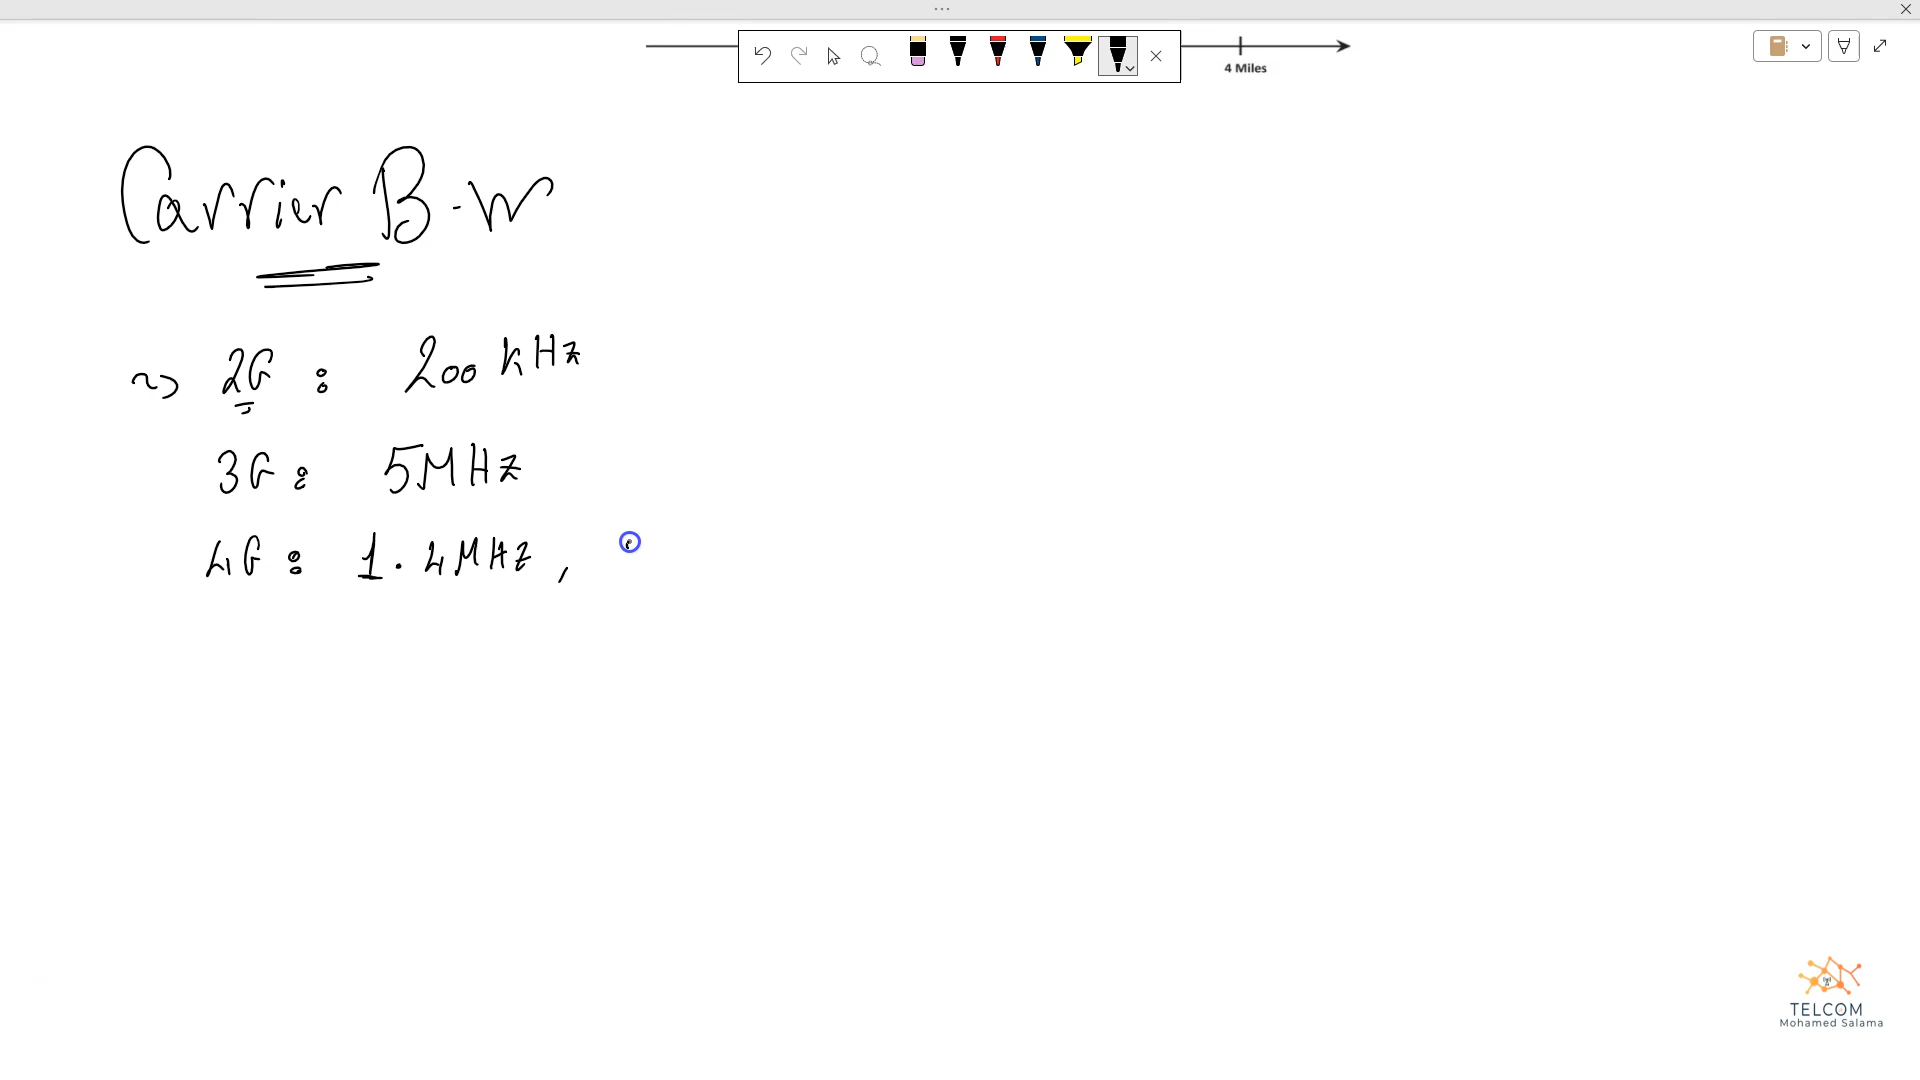 4 Miles
Carrier B.W
2G : 200 kHz
3G : 5MHz
4G : 1.4MHz ,
TELCOM
Mohamed Salama